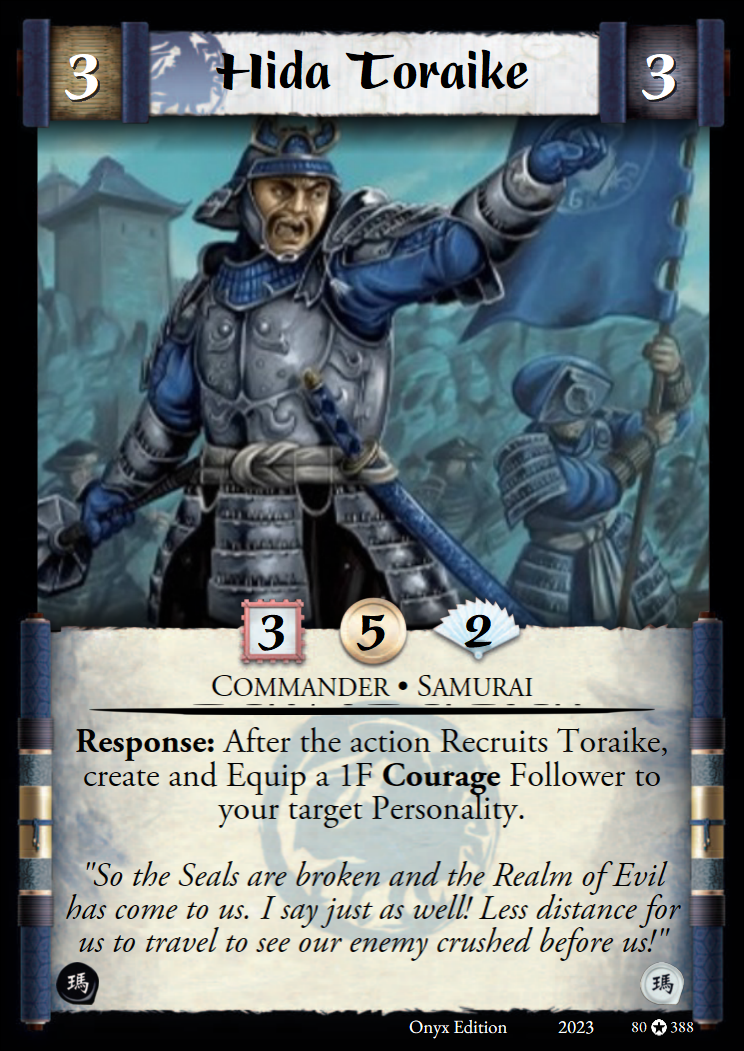 3 Hida Toraike 3
3 5 2
Commander • Samurai
Response: After the action Recruits Toraike,
create and Equip a 1F Courage Follower to
your target Personality.
"So the Seals are broken and the Realm of Evil
has come to us. I say just as well! Less distance for
us to travel to see our enemy crushed before us!"
瑪 瑪
Onyx Edition 2023 80 ✪ 388